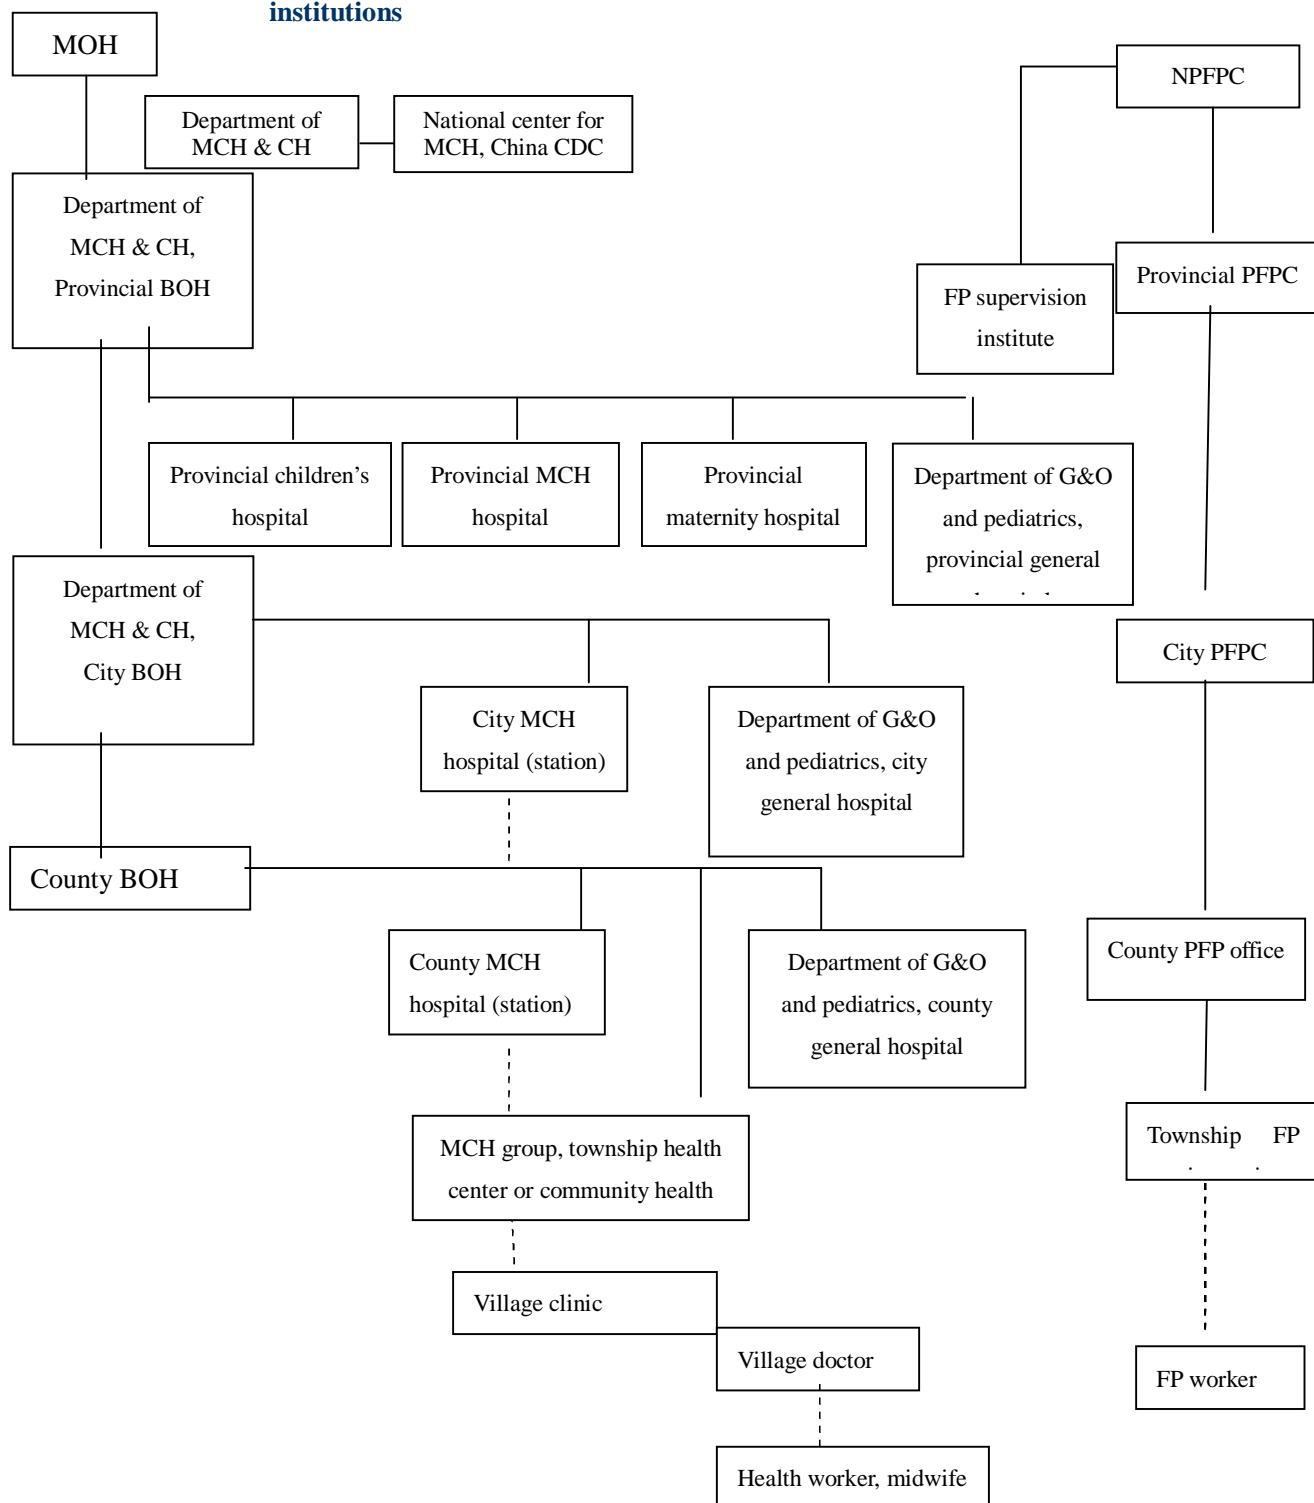 institutions
MOH
NPFPC
Department of
MCH & CH
National center for
MCH, China CDC
Department of
MCH & CH,
Provincial BOH
FP supervision
institute
Provincial PFPC
Provincial children’s
hospital
Provincial MCH
hospital
Provincial
maternity hospital
Department of G&O
and pediatrics,
provincial general
Department of
MCH & CH,
City BOH
City PFPC
City MCH
hospital (station)
Department of G&O
and pediatrics, city
general hospital
County BOH
County MCH
hospital (station)
Department of G&O
and pediatrics, county
general hospital
County PFP office
MCH group, township health
center or community health
Township FP
Village clinic
Village doctor
FP worker
Health worker, midwife